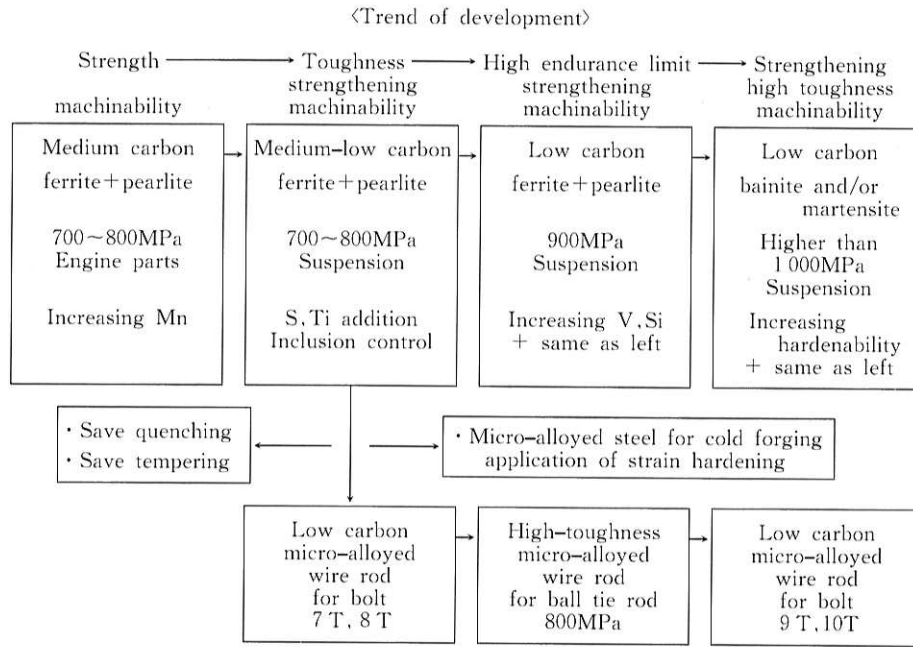 〈Trend of development〉
Strength
machinability
Toughness
strengthening
machinability
High endurance limit
strengthening
machinability
Strengthening
high toughness
machinability
Medium carbon
ferrite+pearlite
700~800MPa
Engine parts
Increasing Mn
Medium-low carbon
ferrite+pearlite
700~800MPa
Suspension
S,Ti addition
Inclusion control
Low carbon
ferrite+pearlite
900MPa
Suspension
Increasing V,Si
+ same as left
Low carbon
bainite and/or
martensite
Higher than
1 000MPa
Suspension
Increasing
hardenability
+ same as left
・Save quenching
・Save tempering
・Micro-alloyed steel for cold forging
application of strain hardening
Low carbon
micro-alloyed
wire rod
for bolt
7 T, 8 T
High-toughness
micro-alloyed
wire rod
for ball tie rod
800MPa
Low carbon
micro-alloyed
wire rod
for bolt
9 T,10T